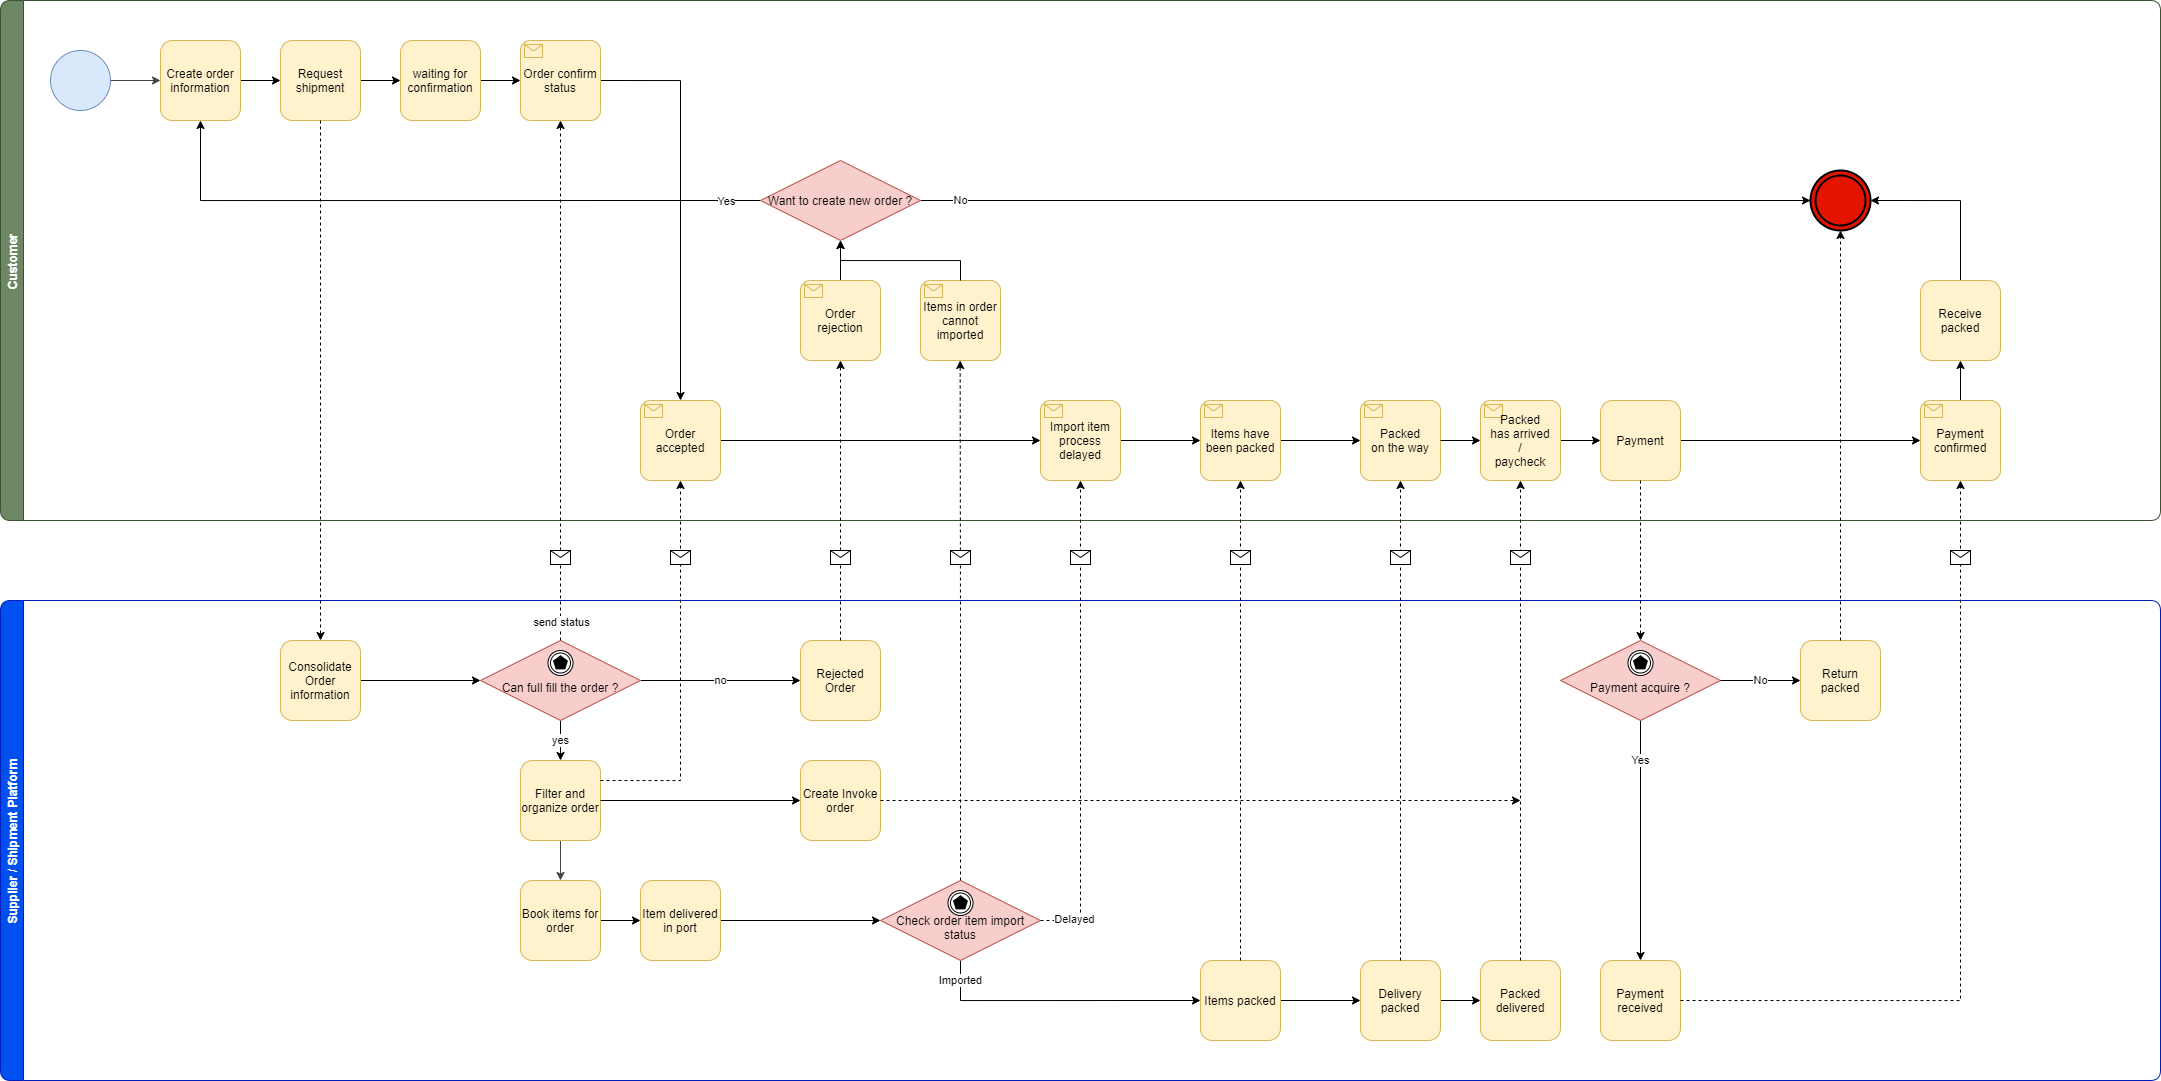 Customer
Create order
information
Request
shipment
waiting for
confirmation
Order confirm
status
Yes
Want to create new order ?
No
Order
rejection
Items in order
cannot
imported
Receive
packed
Order
accepted
Import item
process
delayed
Items have
been packed
Packed
on the way
Packed
has arrived
/
paycheck
Payment
Payment
confirmed
Supplier / Shipment Platform
send status
Consolidate
Order
information
Can full fill the order ?
no
Rejected
Order
Payment acquire ?
No
Return
packed
yes
Yes
Filter and
organize order
Create Invoke
order
Book items for
order
Item delivered
in port
Check order item import
status
Delayed
Imported
Items packed
Delivery
packed
Packed
delivered
Payment
received